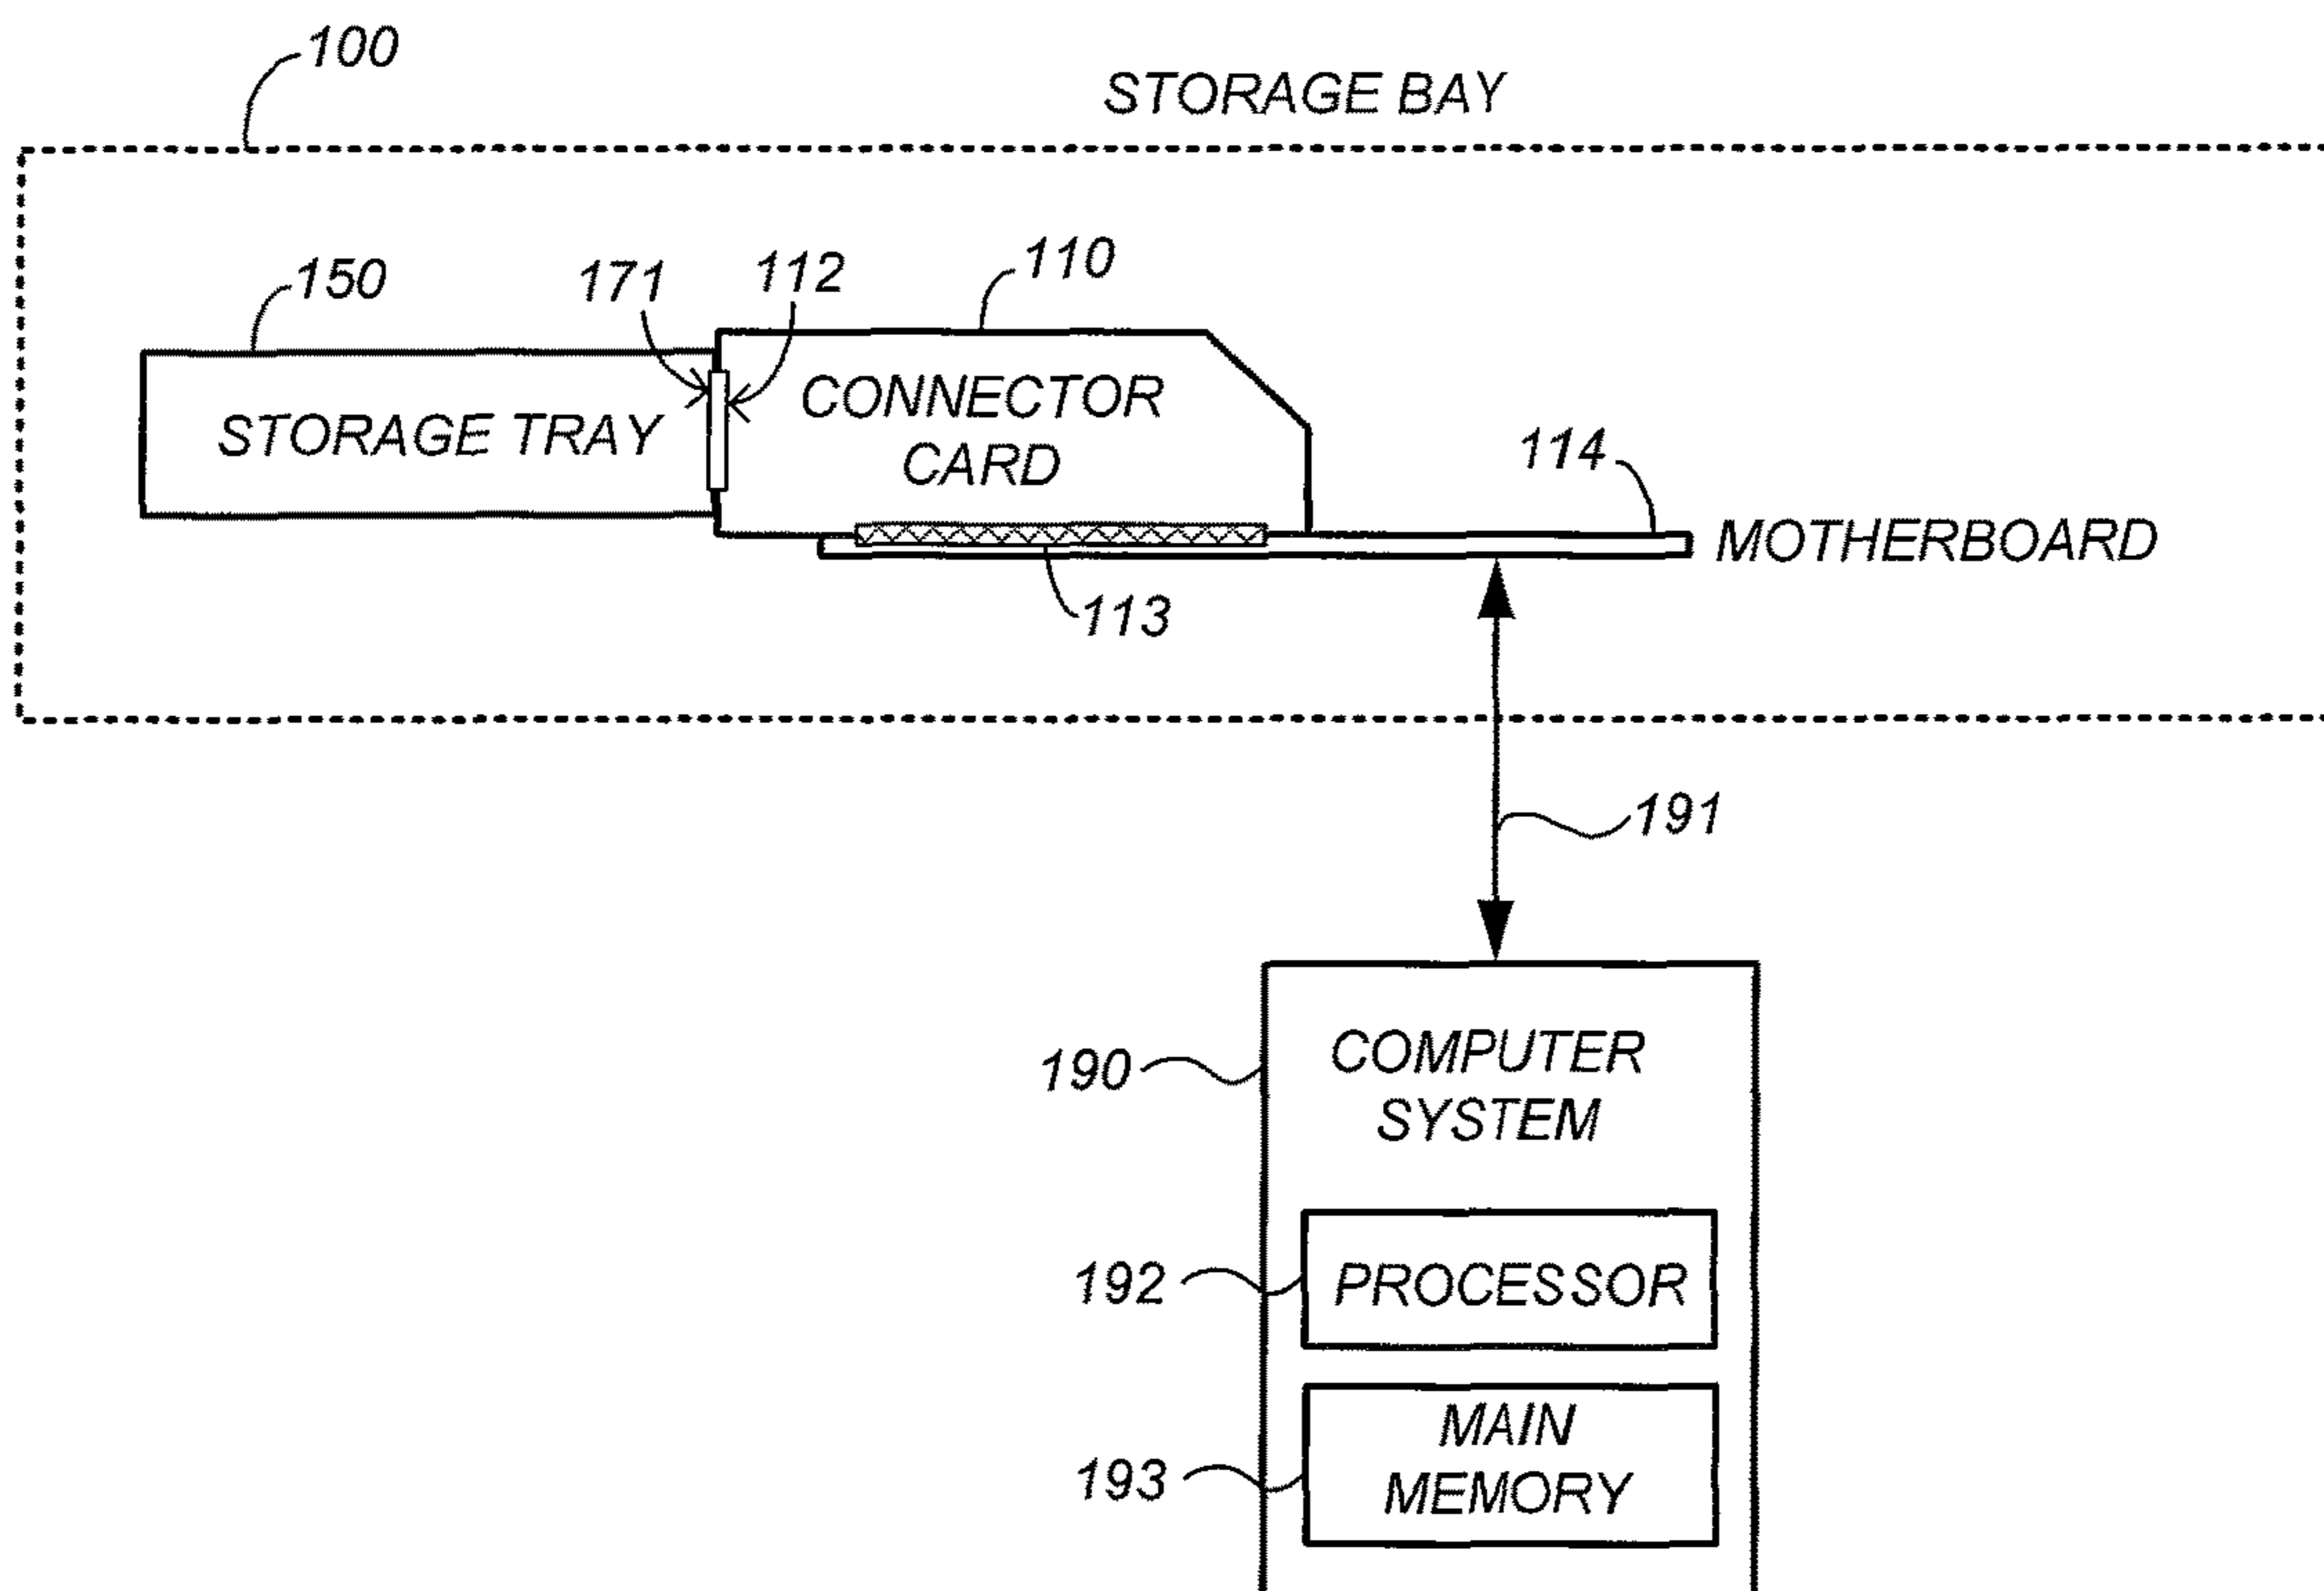 100
STORAGE BAY
150
171
112
110
STORAGE TRAY
CONNECTOR
CARD
114
MOTHERBOARD
113
191
190
COMPUTER
SYSTEM
192
PROCESSOR
193
MAIN
MEMORY